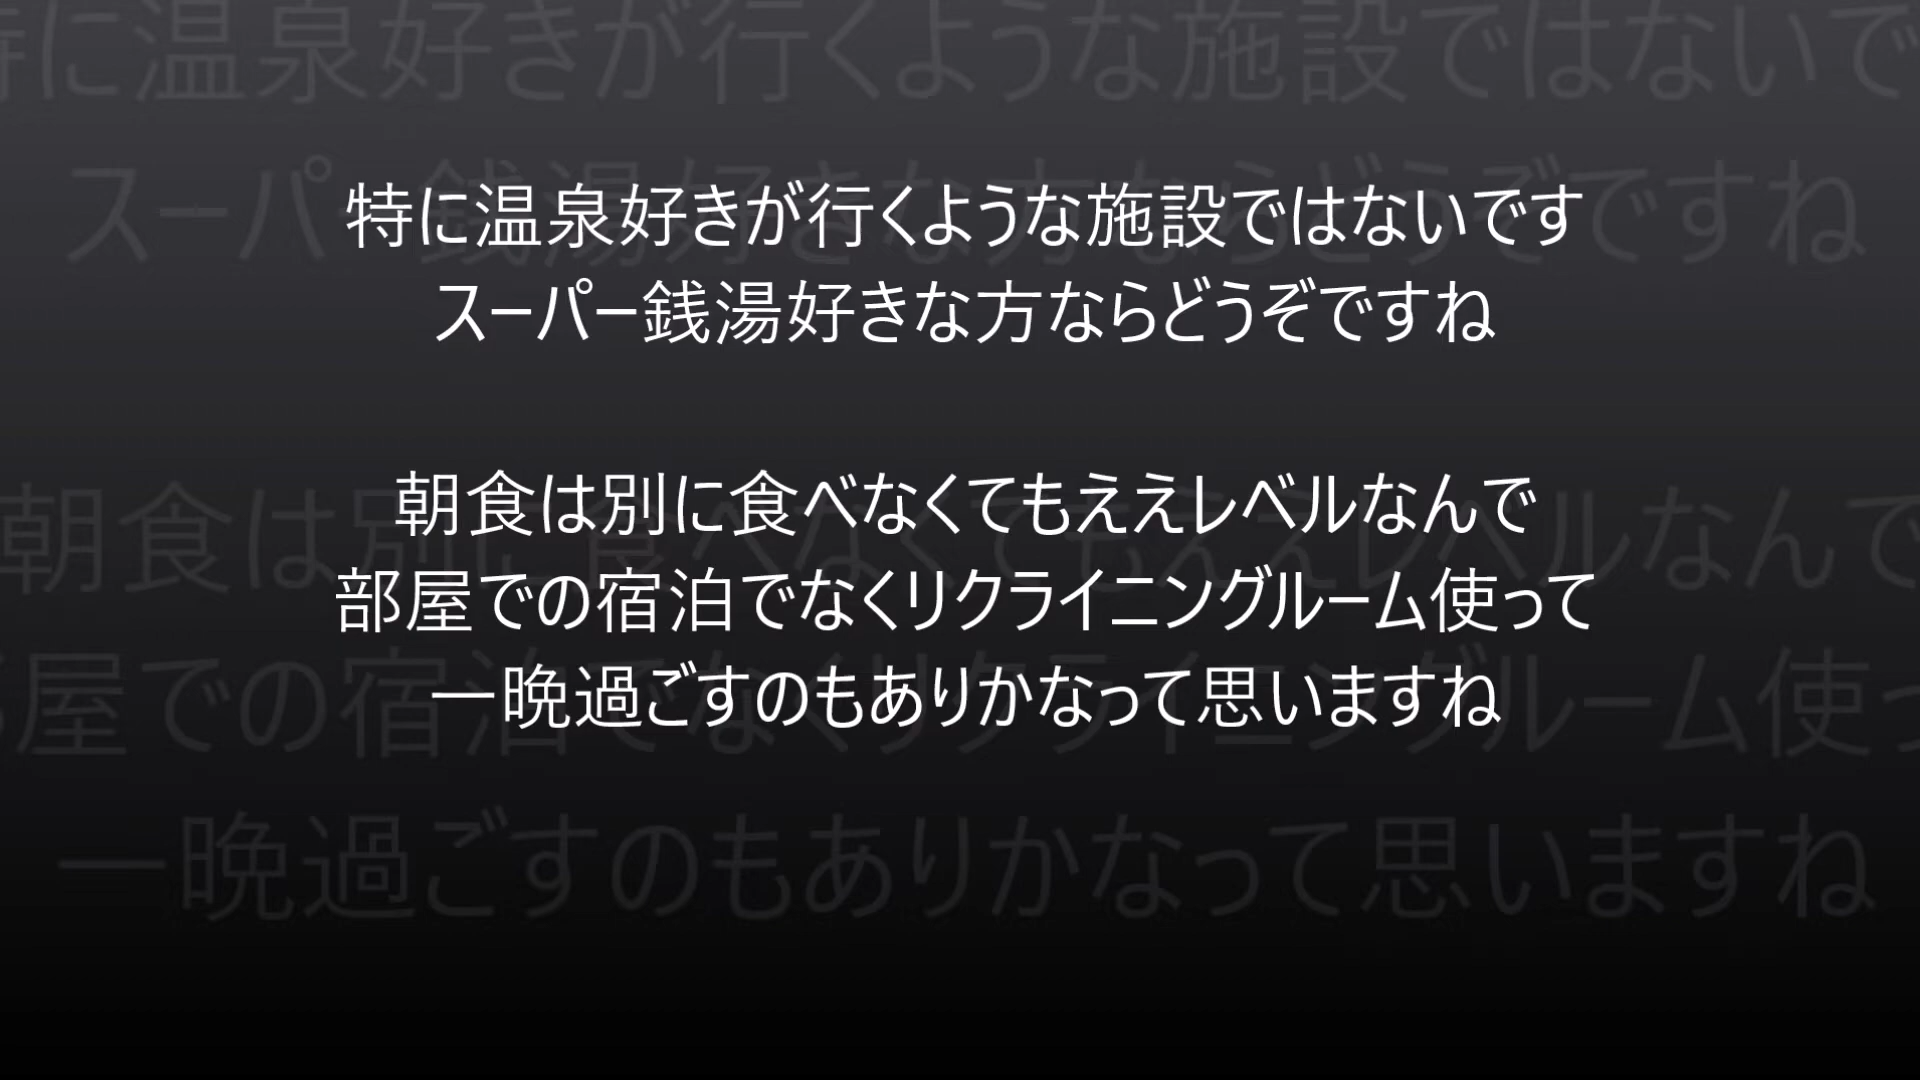 特に温泉好きが行くような施設ではないです
スーパー銭湯好きな方ならどうぞですね
朝食は別に食べなくてもええレベルなんで
部屋での宿泊でなくリクライニングルーム使って
一晩過ごすのもありかなって思いますね